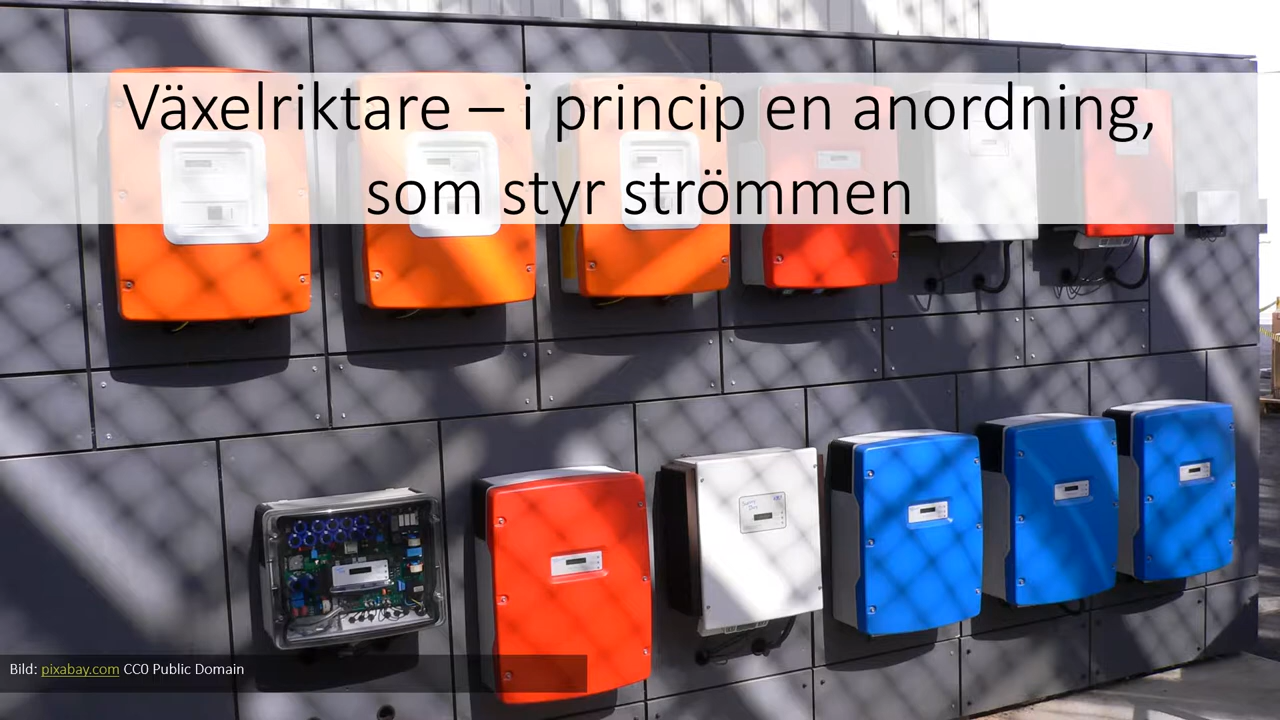 Växelriktare – i princip en anordning,
som styr strömmen
Bild: pixabay.com CC0 Public Domain